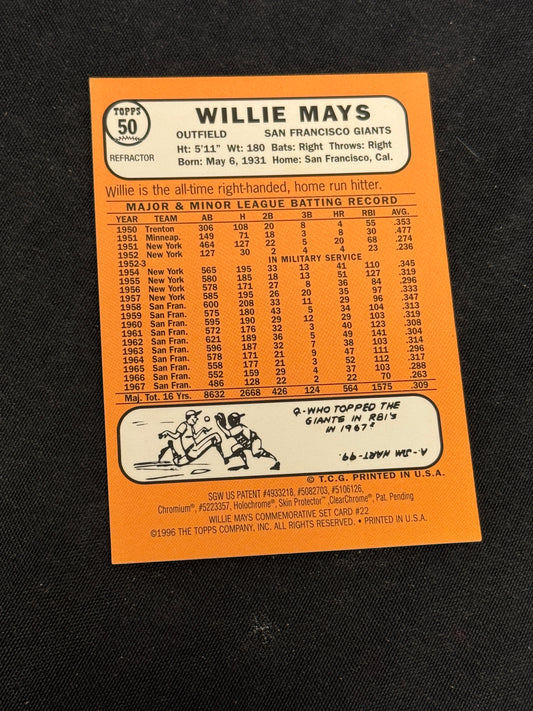 TOPPS
50
REFRACTOR
WILLIE MAYS
OUTFIELD SAN FRANCISCO GIANTS
Ht: 5'11" Wt: 180 Bats: Right Throws: Right
Born: May 6, 1931 Home: San Francisco, Cal.
Willie is the all-time right-handed, home run hitter.
MAJOR & MINOR LEAGUE BATTING RECORD
YEAR TEAM AB H 2B 3B HR RBI AVG.
1950 Trenton 306 108 20 8 4 55 .353
1951 Minneap. 149 71 18 3 8 30 .477
1951 New York 464 127 22 5 20 68 .274
1952 New York 127 30 2 4 4 23 .236
1952-3 IN MILITARY SERVICE
1954 New York 565 195 33 13 41 110 .345
1955 New York 580 185 18 13 51 127 .319
1956 New York 578 171 27 8 36 84 .296
1957 New York 585 195 26 20 35 97 .333
1958 San Fran. 600 208 33 11 29 96 .347
1959 San Fran. 575 180 43 5 34 104 .313
1960 San Fran. 595 190 29 12 29 103 .319
1961 San Fran. 572 176 32 3 40 123 .308
1962 San Fran. 621 189 36 5 49 141 .304
1963 San Fran. 596 187 32 7 38 103 .314
1964 San Fran. 578 171 21 9 47 111 .296
1965 San Fran. 558 177 21 3 52 112 .317
1966 San Fran. 552 159 29 4 37 103 .288
1967 San Fran. 486 128 22 2 22 70 .263
Maj. Tot. 16 Yrs. 8632 2668 426 124 564 1575 .309
Q-WHO TOPPED THE
GIANTS IN RBI'S
IN 1967?
A-JIM HART-99.
© T.C.G. PRINTED IN U.S.A.
SGW US PATENT #4933218, #5082703, #5106126,
Chromium®, #5223357, Holochrome®, Skin Protector™,ClearChrome®, Pat. Pending
WILLIE MAYS COMMEMORATIVE SET CARD #22
©1996 THE TOPPS COMPANY, INC. ALL RIGHTS RESERVED. • PRINTED IN U.S.A.